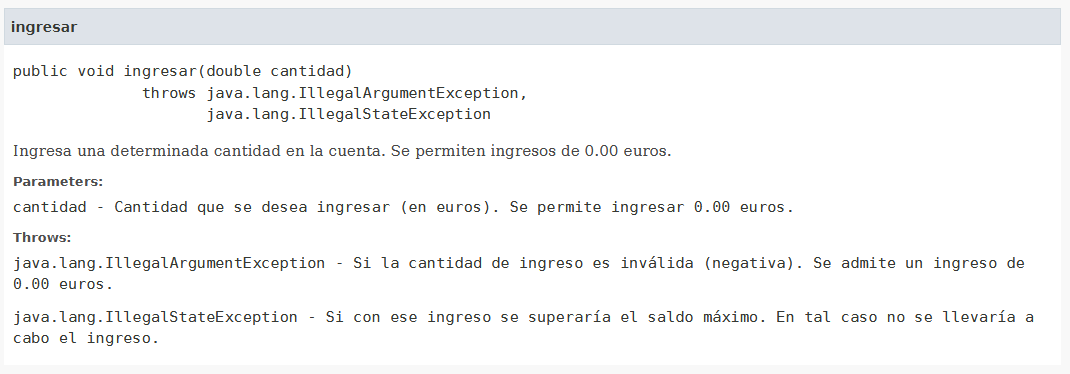 ingresar
public void ingresar(double cantidad)
throws java.lang.IllegalArgumentException,
java.lang.IllegalStateException
Ingresa una determinada cantidad en la cuenta. Se permiten ingresos de 0.00 euros.
Parameters:
cantidad - Cantidad que se desea ingresar (en euros). Se permite ingresar 0.00 euros.
Throws:
java.lang.IllegalArgumentException - Si la cantidad de ingreso es inválida (negativa). Se admite un ingreso de
0.00 euros.
java.lang.IllegalStateException - Si con ese ingreso se superaría el saldo máximo. En tal caso no se llevaría a
cabo el ingreso.